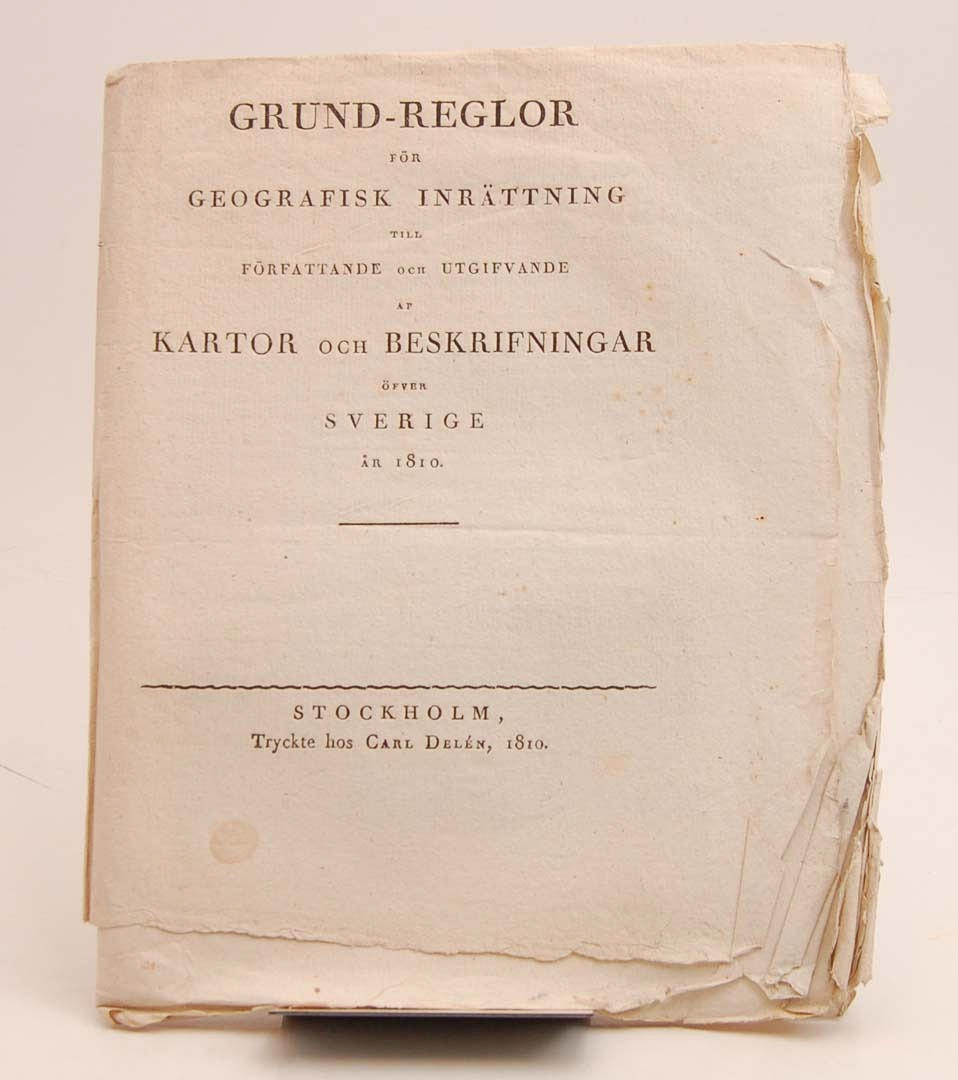 GRUND-REGLOR
FÖR
GEOGRAFISK INRÄTTNING
TILL
FÖRFATTANDE OCH UTGIFVANDE
AF
KARTOR OCH BESKRIFNINGAR
ÖFVER
SVERIGE
ÅR 1810.
STOCKHOLM,
Tryckte hos CARL DELÉN, 1810.